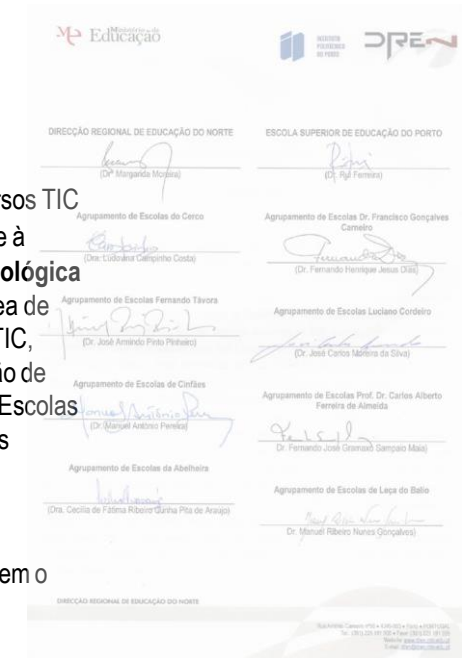 Ministério da
Educação
INSTITUTO
POLITÉCNICO
DO PORTO
DREN
DIRECÇÃO REGIONAL DE EDUCAÇÃO DO NORTE
(Drª Margarida Moreira)
ESCOLA SUPERIOR DE EDUCAÇÃO DO PORTO
(Dr. Rui Ferreira)
Agrupamento de Escolas do Cerco
(Dra. Ludovina Campinho Costa)
Agrupamento de Escolas Dr. Francisco Gonçalves
Carneiro
(Dr. Fernando Henrique Jesus Dias)
Agrupamento de Escolas Fernando Távora
(Dr. José Armindo Pinto Pinheiro)
Agrupamento de Escolas Luciano Cordeiro
(Dr. José Carlos Moreira da Silva)
Agrupamento de Escolas de Cinfães
(Dr. Manuel António Pereira)
Agrupamento de Escolas Prof. Dr. Carlos Alberto
Ferreira de Almeida
Dr. Fernando José Gramaxo Sampaio Maia)
Agrupamento de Escolas da Abelheira
(Dra. Cecília de Fátima Ribeiro Cunha Pita de Araújo)
Agrupamento de Escolas de Leça do Balio
Dr. Manuel Ribeiro Nunes Gonçalves)
DIRECÇÃO REGIONAL DE EDUCAÇÃO DO NORTE
rsos TIC
e à
ológica
ea de
TIC,
ão de
Escolas
s
em o